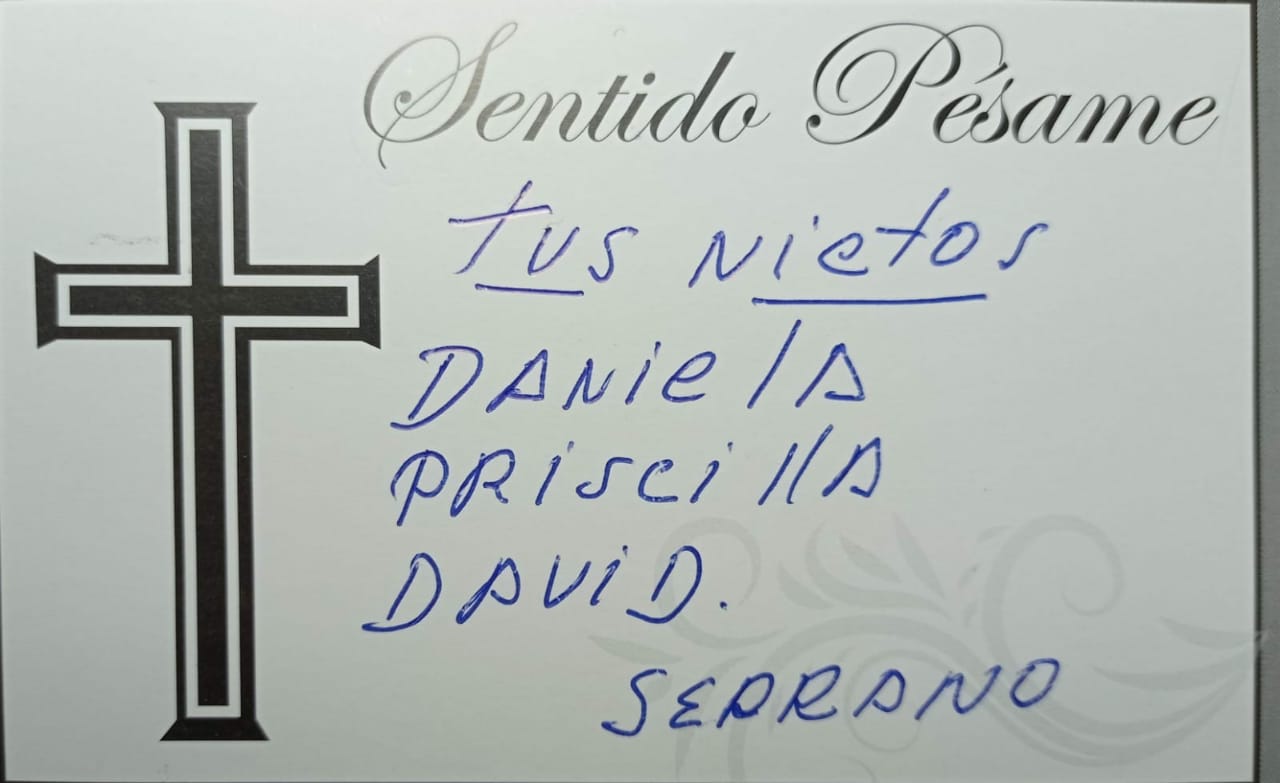 Sentido Pésame
tus nietos
DANielA
PRiscillA
DAViD.
SERRANO